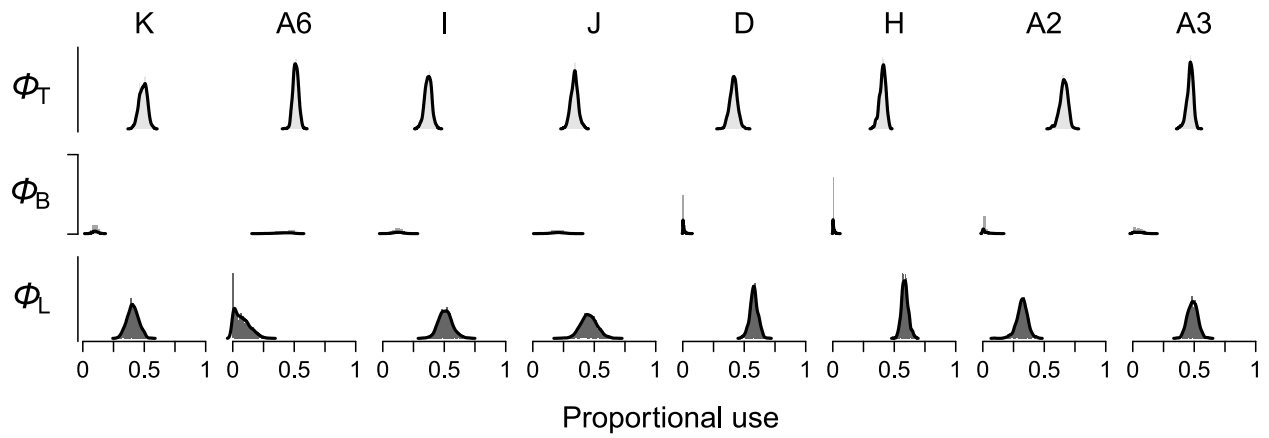 K A6 I J D H A2 A3
ΦT
ΦB
ΦL
0 0.5 1 0 0.5 1 0 0.5 1 0 0.5 1 0 0.5 1 0 0.5 1 0 0.5 1 0 0.5 1
Proportional use